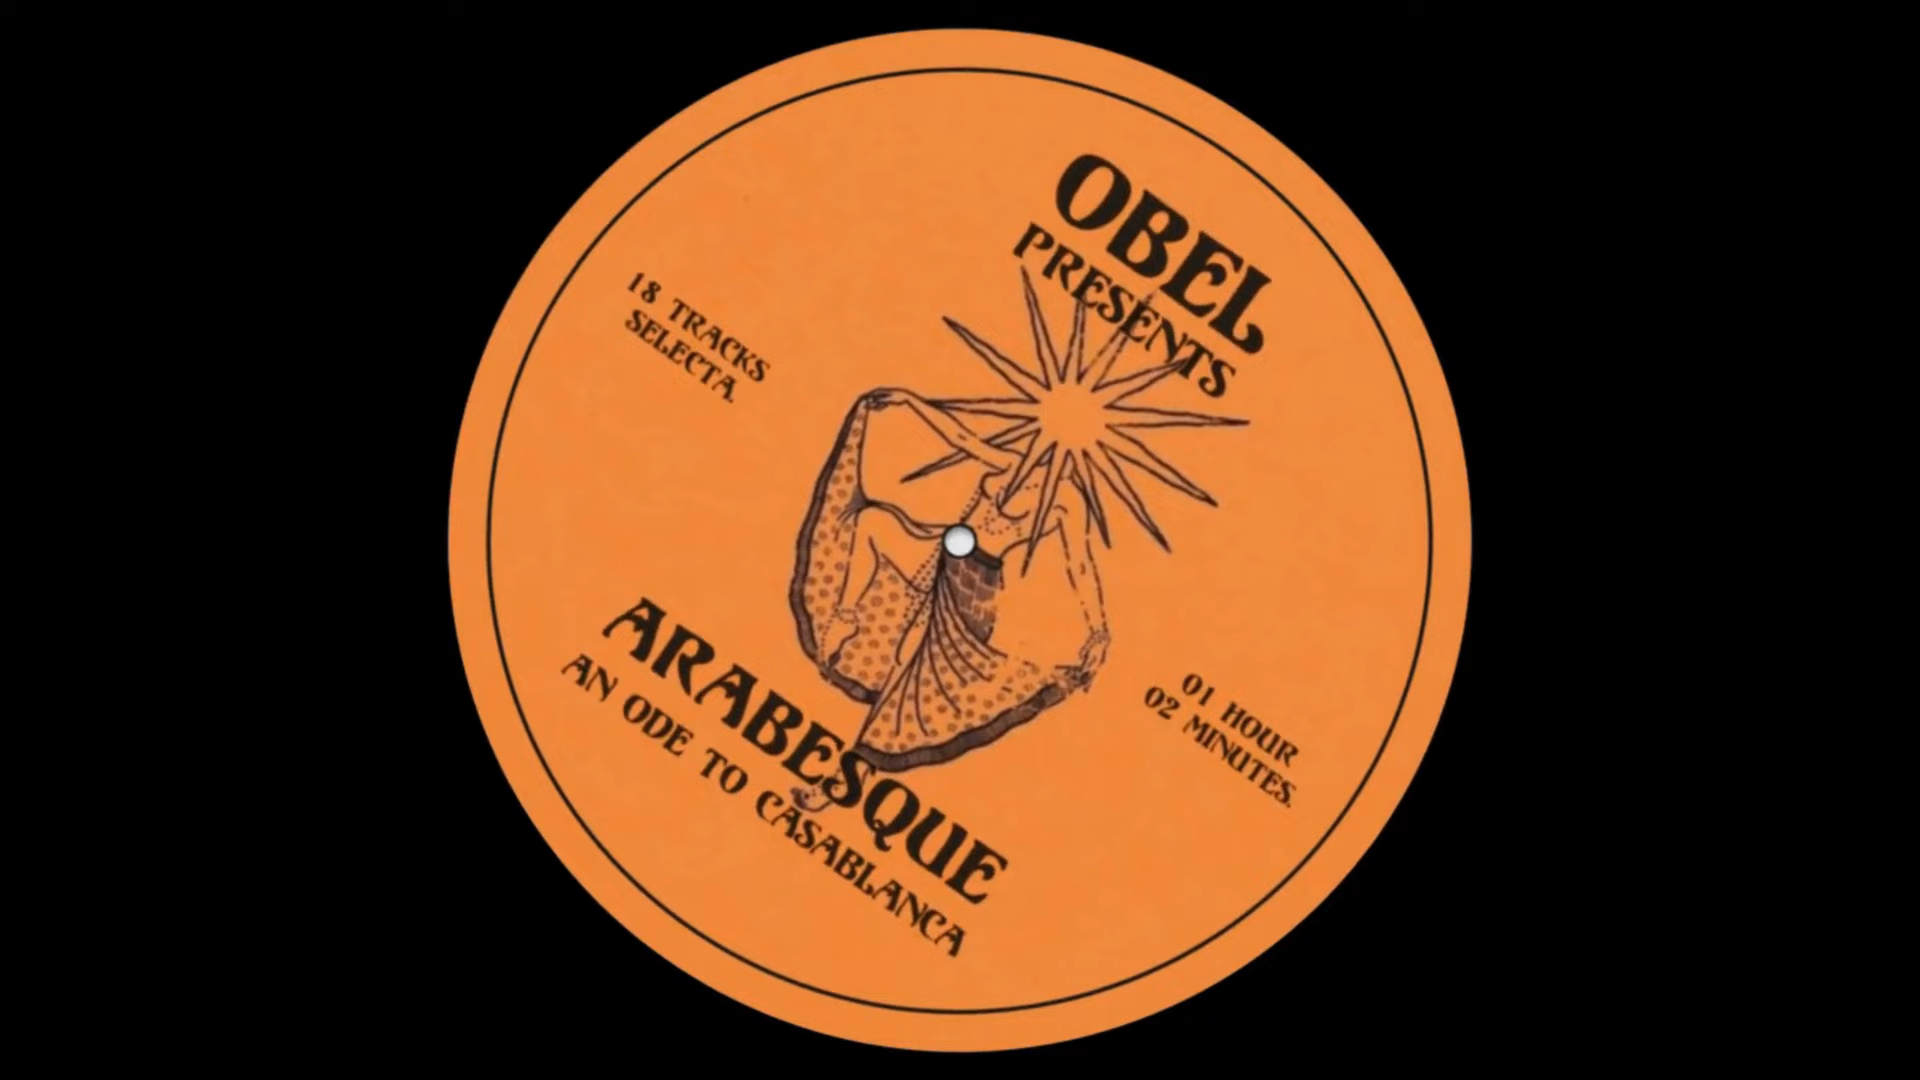 OBEL
PRESENTS
18 TRACKS
SELECTA.
01 HOUR
02 MINUTES.
ARABESQUE
AN ODE TO CASABLANCA